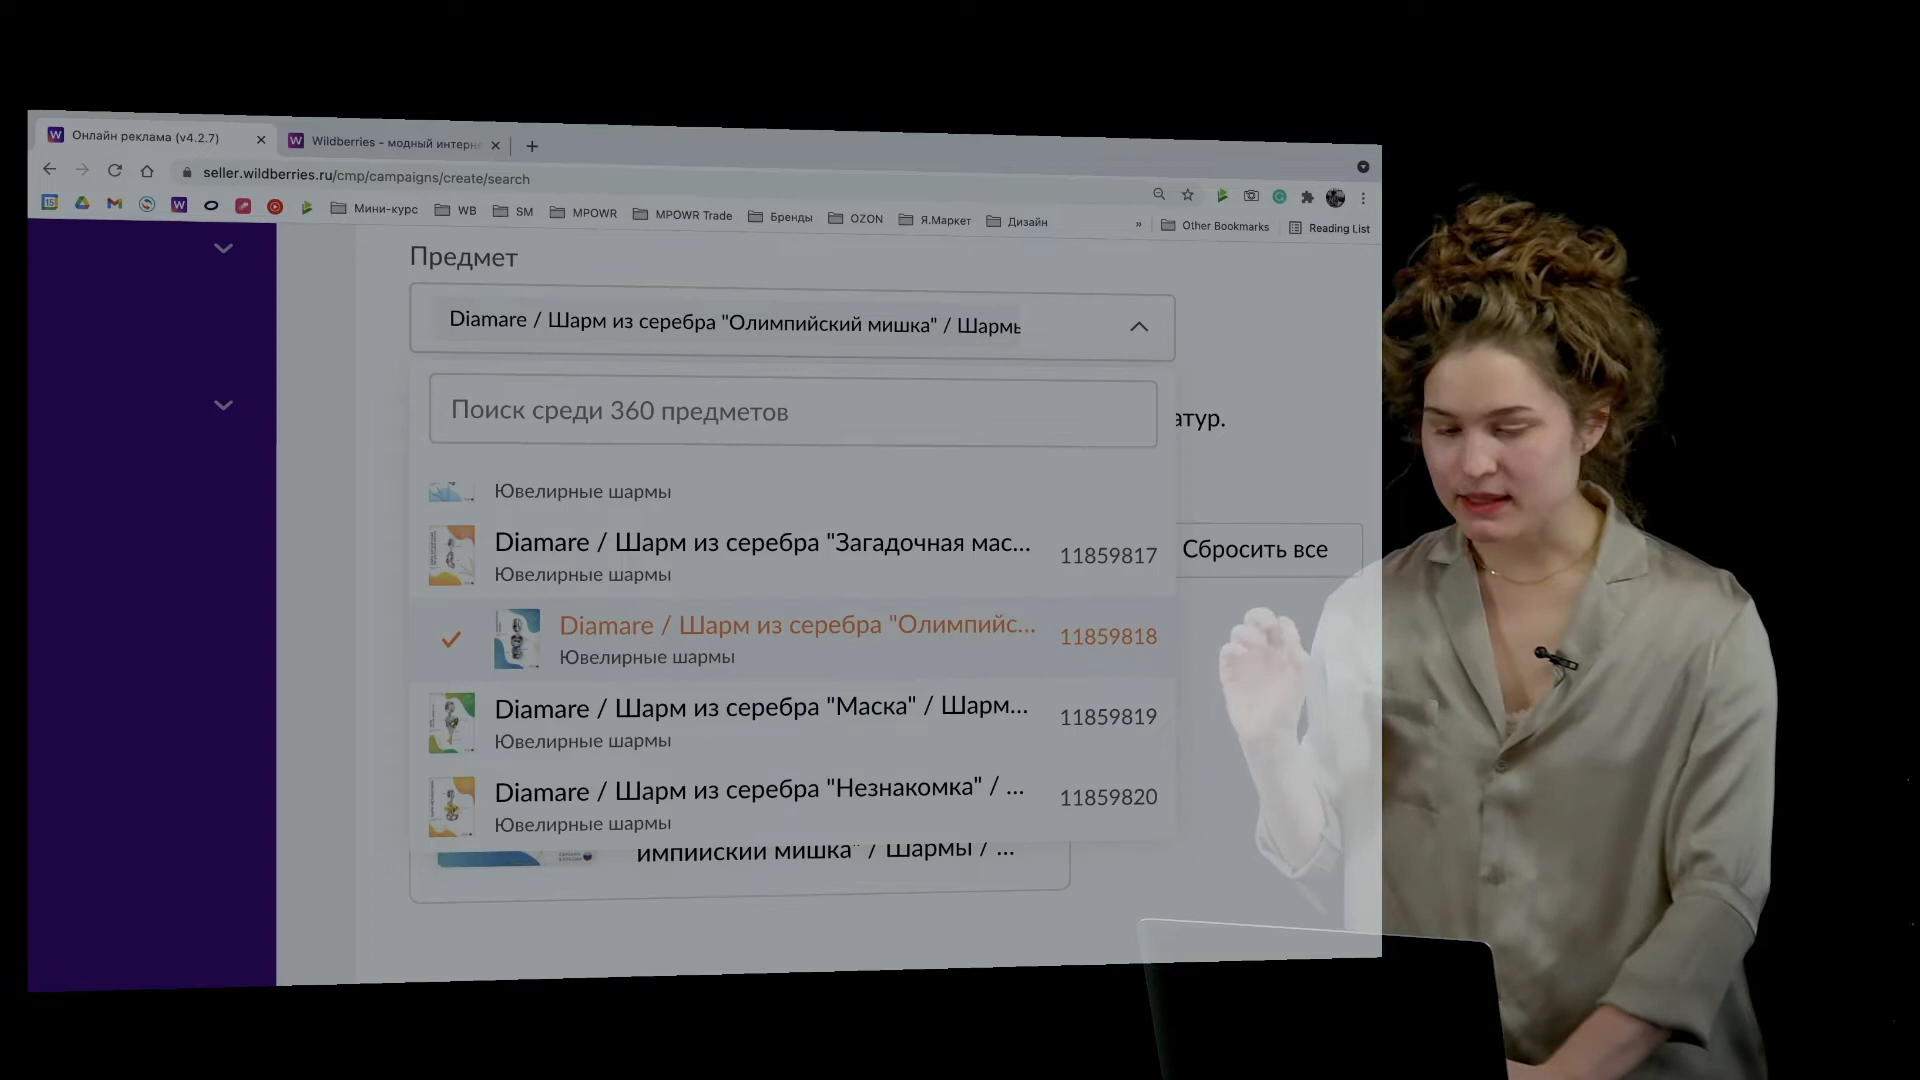 Онлайн реклама (v4.2.7)
Wildberries - модный интерн
seller.wildberries.ru/cmp/campaigns/create/search
Мини-курс
WB
SM
MPOWR
MPOWR Trade
Бренды
OZON
Я.Маркет
Дизайн
»
Other Bookmarks
Reading List
Предмет
Diamare / Шарм из серебра "Олимпийский мишка" / Шармы
Поиск среди 360 предметов
атур.
Ювелирные шармы
Diamare / Шарм из серебра "Загадочная мас... 11859817
Ювелирные шармы
Сбросить все
Diamare / Шарм из серебра "Олимпийс... 11859818
Ювелирные шармы
Diamare / Шарм из серебра "Маска" / Шарм... 11859819
Ювелирные шармы
Diamare / Шарм из серебра "Незнакомка" / ... 11859820
Ювелирные шармы
импийский мишка" / Шармы / ...